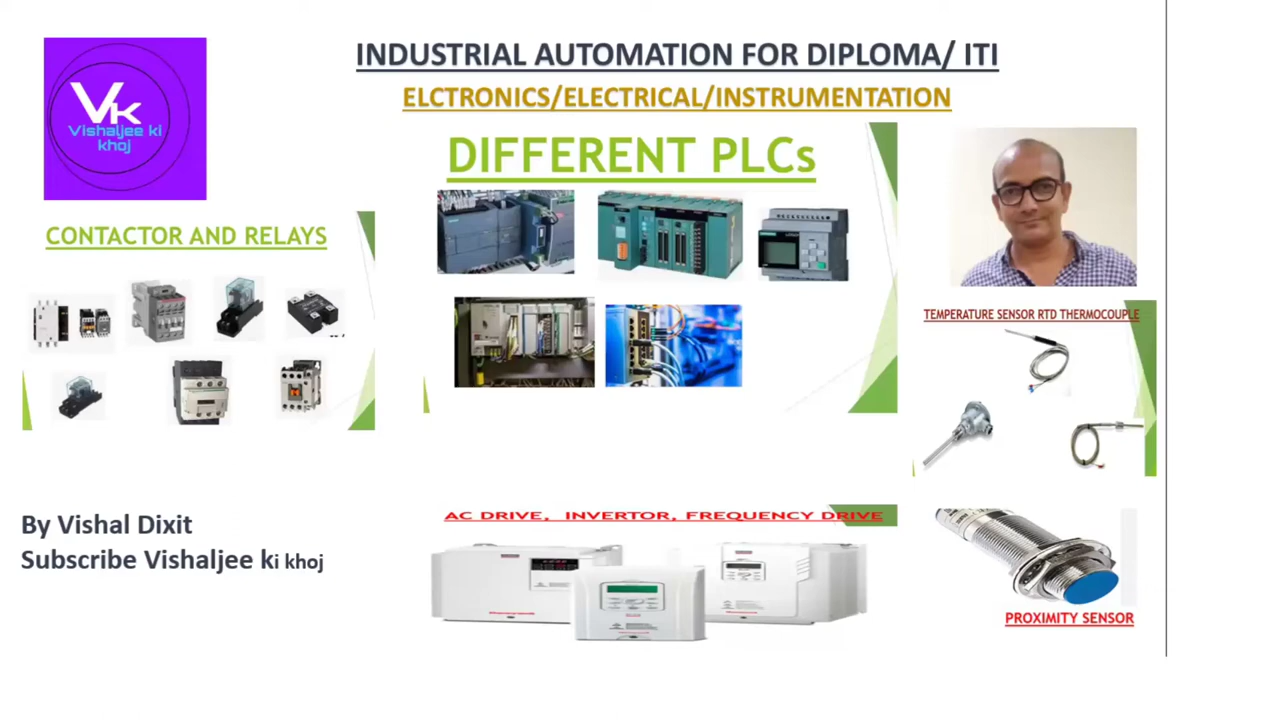 INDUSTRIAL AUTOMATION FOR DIPLOMA/ ITI
ELCTRONICS/ELECTRICAL/INSTRUMENTATION
VK
Vishaljee ki
khoj
DIFFERENT PLCs
CONTACTOR AND RELAYS
TEMPERATURE SENSOR RTD THERMOCOUPLE
By Vishal Dixit
Subscribe Vishaljee ki khoj
AC DRIVE, INVERTOR, FREQUENCY DRIVE
PROXIMITY SENSOR